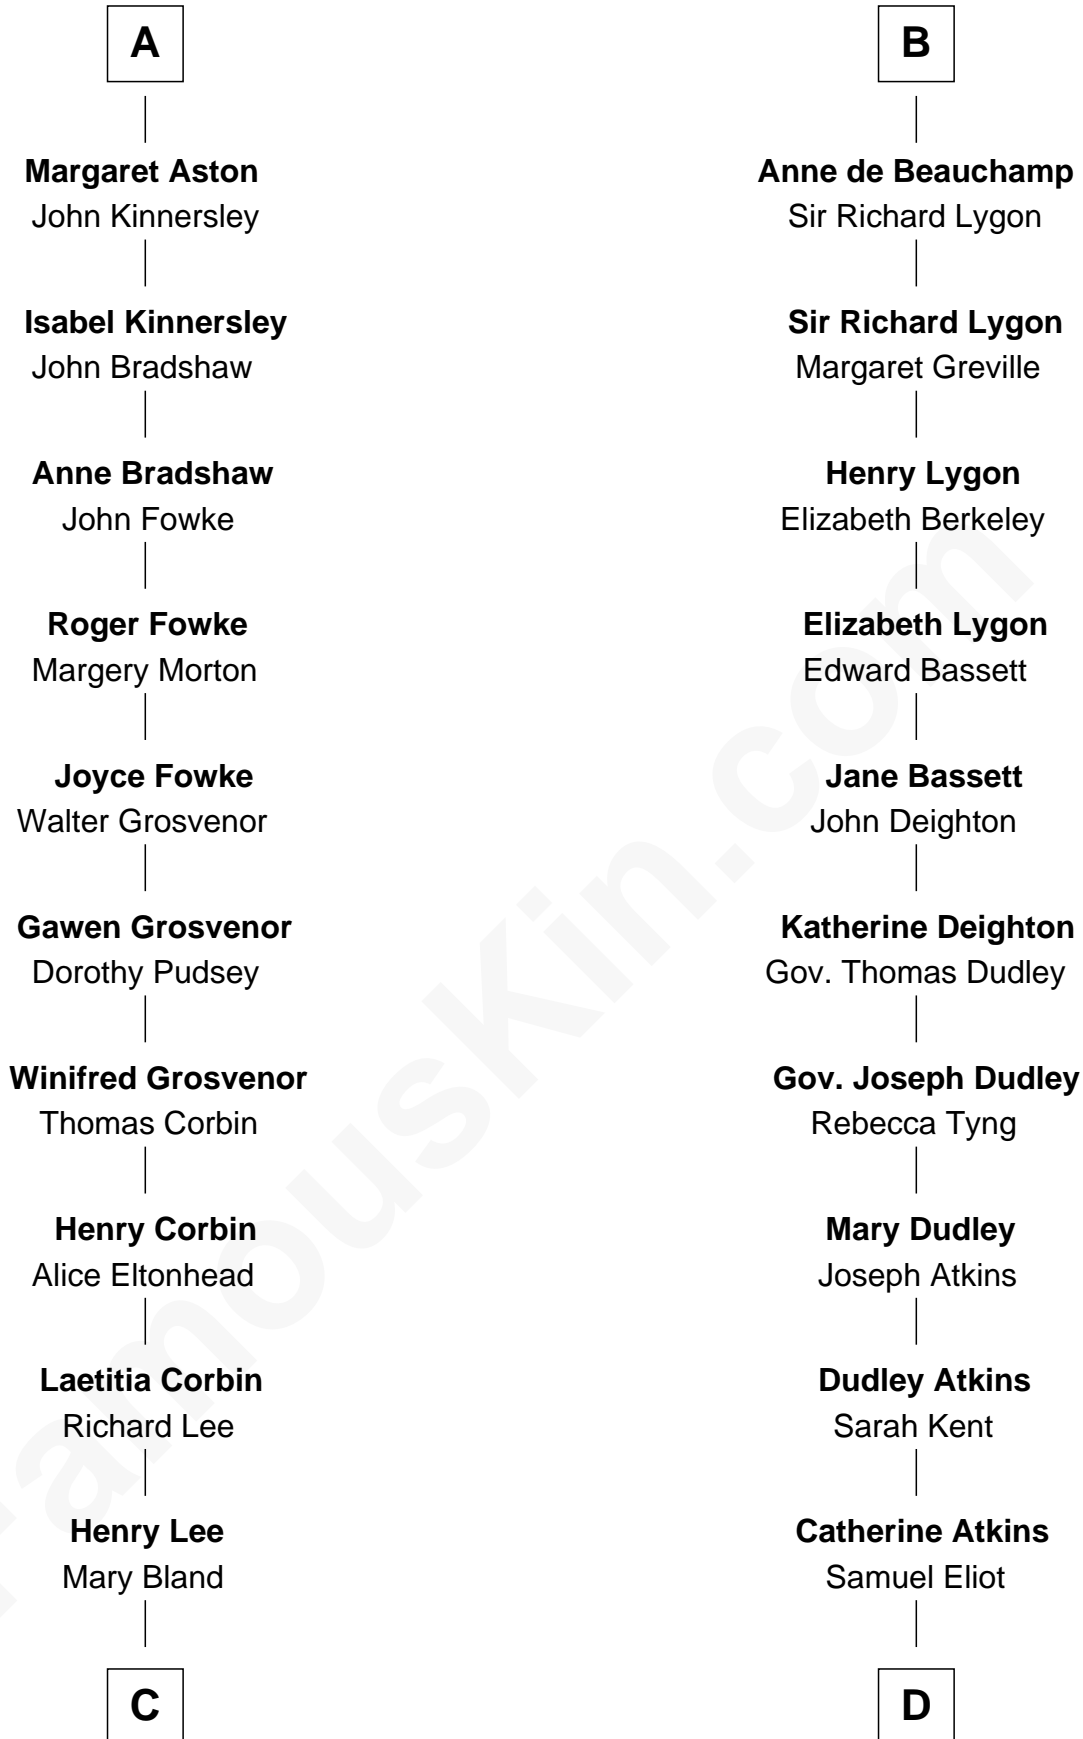 A
Margaret Aston
John Kinnersley
Isabel Kinnersley
John Bradshaw
Anne Bradshaw
John Fowke
Roger Fowke
Margery Morton
Joyce Fowke
Walter Grosvenor
Gawen Grosvenor
Dorothy Pudsey
Winifred Grosvenor
Thomas Corbin
Henry Corbin
Alice Eltonhead
Laetitia Corbin
Richard Lee
Henry Lee
Mary Bland
C
B
Anne de Beauchamp
Sir Richard Lygon
Sir Richard Lygon
Margaret Greville
Henry Lygon
Elizabeth Berkeley
Elizabeth Lygon
Edward Bassett
Jane Bassett
John Deighton
Katherine Deighton
Gov. Thomas Dudley
Gov. Joseph Dudley
Rebecca Tyng
Mary Dudley
Joseph Atkins
Dudley Atkins
Sarah Kent
Catherine Atkins
Samuel Eliot
D
FamousKin.com